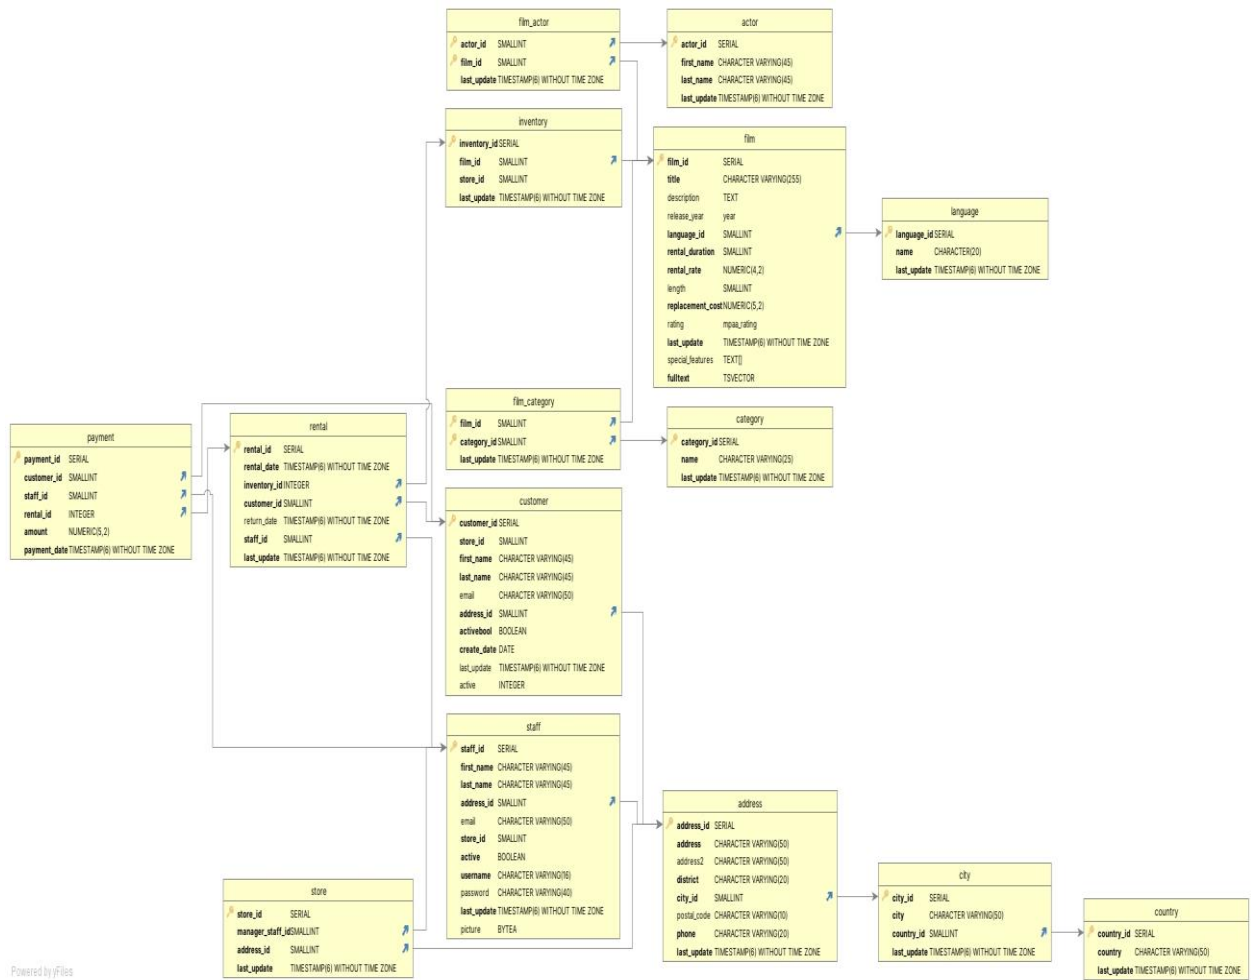 film_actor
actor_id SMALLINT
film_id SMALLINT
last_update TIMESTAMP(6) WITHOUT TIME ZONE
actor
actor_id SERIAL
first_name CHARACTER VARYING(45)
last_name CHARACTER VARYING(45)
last_update TIMESTAMP(6) WITHOUT TIME ZONE
inventory
inventory_id SERIAL
film_id SMALLINT
store_id SMALLINT
last_update TIMESTAMP(6) WITHOUT TIME ZONE
film
film_id SERIAL
title CHARACTER VARYING(255)
description TEXT
release_year year
language_id SMALLINT
rental_duration SMALLINT
rental_rate NUMERIC(4,2)
length SMALLINT
replacement_cost NUMERIC(5,2)
rating mpaa_rating
last_update TIMESTAMP(6) WITHOUT TIME ZONE
special_features TEXT[]
fulltext TSVECTOR
language
language_id SERIAL
name CHARACTER(20)
last_update TIMESTAMP(6) WITHOUT TIME ZONE
film_category
film_id SMALLINT
category_id SMALLINT
last_update TIMESTAMP(6) WITHOUT TIME ZONE
category
category_id SERIAL
name CHARACTER VARYING(25)
last_update TIMESTAMP(6) WITHOUT TIME ZONE
payment
payment_id SERIAL
customer_id SMALLINT
staff_id SMALLINT
rental_id INTEGER
amount NUMERIC(5,2)
payment_date TIMESTAMP(6) WITHOUT TIME ZONE
rental
rental_id SERIAL
rental_date TIMESTAMP(6) WITHOUT TIME ZONE
inventory_id INTEGER
customer_id SMALLINT
return_date TIMESTAMP(6) WITHOUT TIME ZONE
staff_id SMALLINT
last_update TIMESTAMP(6) WITHOUT TIME ZONE
customer
customer_id SERIAL
store_id SMALLINT
first_name CHARACTER VARYING(45)
last_name CHARACTER VARYING(45)
email CHARACTER VARYING(50)
address_id SMALLINT
activebool BOOLEAN
create_date DATE
last_update TIMESTAMP(6) WITHOUT TIME ZONE
active INTEGER
staff
staff_id SERIAL
first_name CHARACTER VARYING(45)
last_name CHARACTER VARYING(45)
address_id SMALLINT
email CHARACTER VARYING(50)
store_id SMALLINT
active BOOLEAN
username CHARACTER VARYING(16)
password CHARACTER VARYING(40)
last_update TIMESTAMP(6) WITHOUT TIME ZONE
picture BYTEA
store
store_id SERIAL
manager_staff_id SMALLINT
address_id SMALLINT
last_update TIMESTAMP(6) WITHOUT TIME ZONE
address
address_id SERIAL
address CHARACTER VARYING(50)
address2 CHARACTER VARYING(50)
district CHARACTER VARYING(20)
city_id SMALLINT
postal_code CHARACTER VARYING(10)
phone CHARACTER VARYING(20)
last_update TIMESTAMP(6) WITHOUT TIME ZONE
city
city_id SERIAL
city CHARACTER VARYING(50)
country_id SMALLINT
last_update TIMESTAMP(6) WITHOUT TIME ZONE
country
country_id SERIAL
country CHARACTER VARYING(50)
last_update TIMESTAMP(6) WITHOUT TIME ZONE
Powered by yFiles